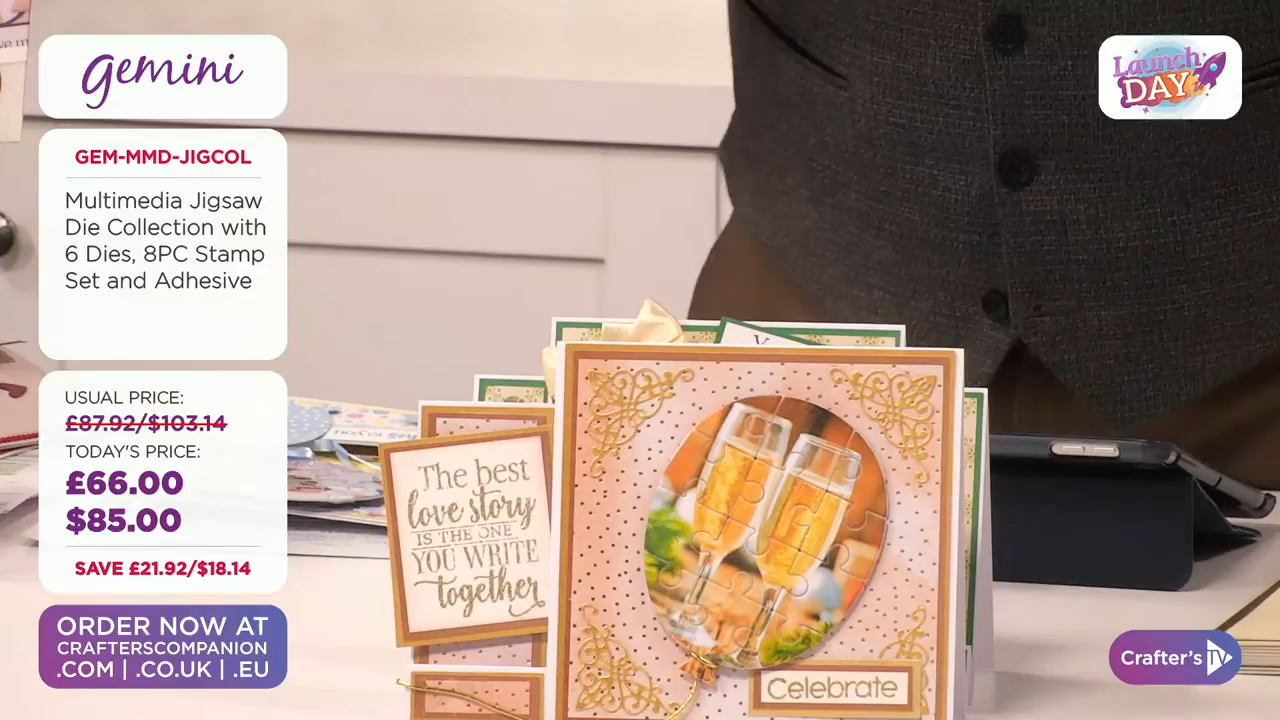 gemini
GEM-MMD-JIGCOL
Multimedia Jigsaw
Die Collection with
6 Dies, 8PC Stamp
Set and Adhesive
USUAL PRICE:
£87.92/$103.14
TODAY'S PRICE:
£66.00
$85.00
SAVE £21.92/$18.14
ORDER NOW AT
CRAFTERSCOMPANION
.COM | .CO.UK | .EU
Launch
DAY
The best
love story
IS THE ONE
YOU WRITE
together
Celebrate
Crafter's TV